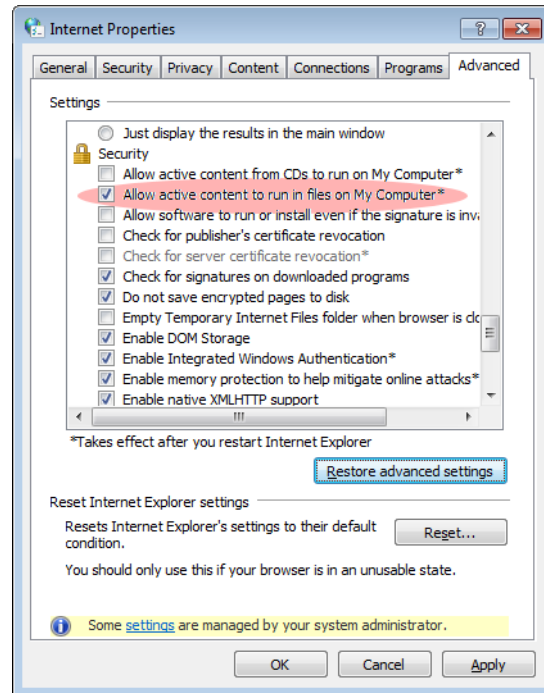 Internet Properties
General Security Privacy Content Connections Programs Advanced
Settings
Just display the results in the main window
Security
Allow active content from CDs to run on My Computer*
Allow active content to run in files on My Computer*
Allow software to run or install even if the signature is
Check for publisher's certificate revocation
Check for server certificate revocation*
Check for signatures on downloaded programs
Do not save encrypted pages to disk
Empty Temporary Internet Files folder when browser is
Enable DOM Storage
Enable Integrated Windows Authentication*
Enable memory protection to help mitigate online attacks*
Enable native XMLHTTP support
*Takes effect after you restart Internet Explorer
Restore advanced settings
Reset Internet Explorer settings
Resets Internet Explorer's settings to their default
condition.
Reset...
You should only use this if your browser is in an unusable state.
Some settings are managed by your system administrator.
OK Cancel Apply